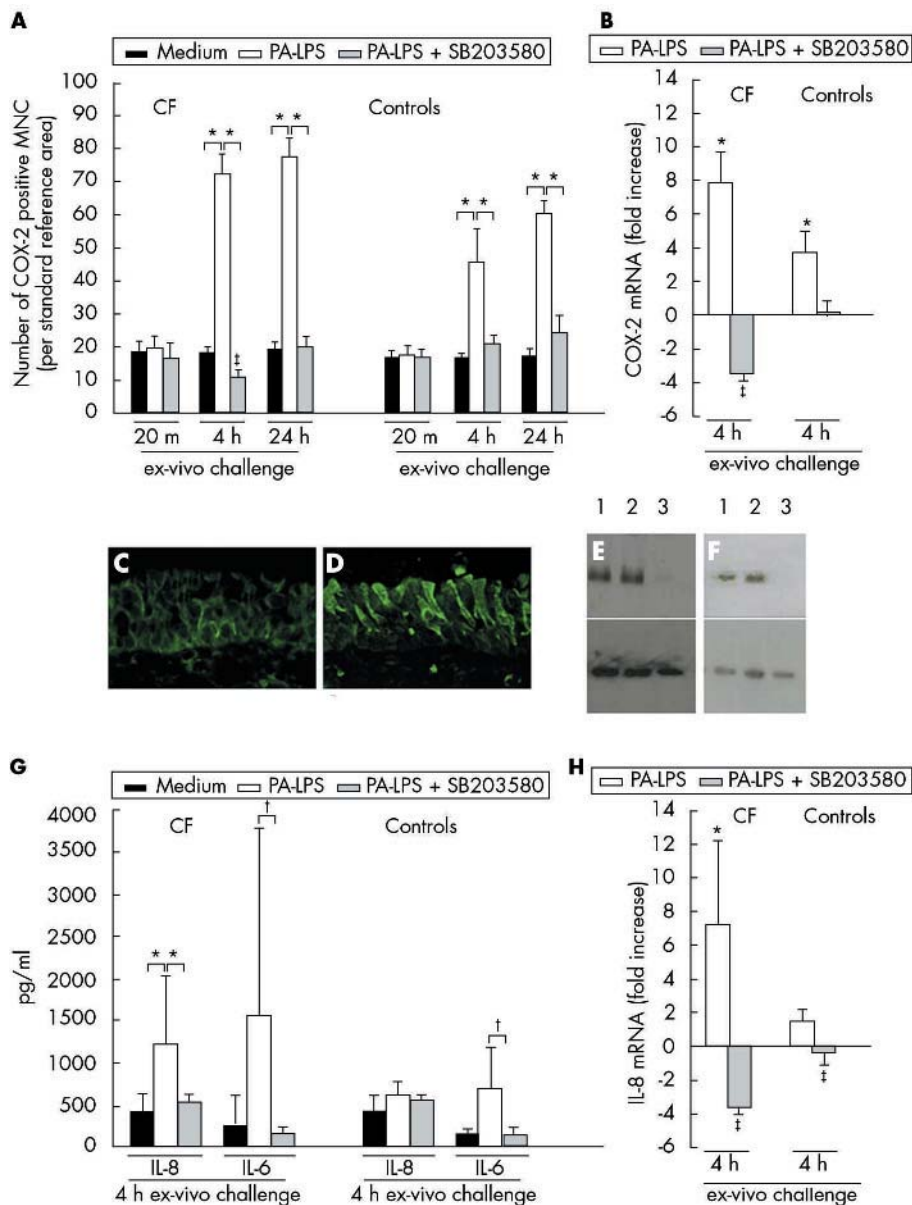 A
Medium PA-LPS PA-LPS + SB203580
Number of COX-2 positive MNC
(per standard reference area)
100
90
80
70
60
50
40
30
20
10
0
CF
Controls
* *
* *
* *
* *
‡
20 m 4 h 24 h
20 m 4 h 24 h
ex-vivo challenge
ex-vivo challenge
B
PA-LPS PA-LPS + SB203580
COX-2 mRNA (fold increase)
14
12
10
8
6
4
2
0
-2
-4
-6
CF
Controls
*
*
‡
4 h
4 h
ex-vivo challenge
C
D
1 2 3
1 2 3
E
F
G
Medium PA-LPS PA-LPS + SB203580
pg/ml
4000
3500
3000
2500
2000
1500
1000
500
0
CF
Controls
* *
†
†
IL-8 IL-6
IL-8 IL-6
4 h ex-vivo challenge
4 h ex-vivo challenge
H
PA-LPS PA-LPS + SB203580
IL-8 mRNA (fold increase)
14
12
10
8
6
4
2
0
-2
-4
-6
CF
Controls
*
‡
‡
4 h
4 h
ex-vivo challenge